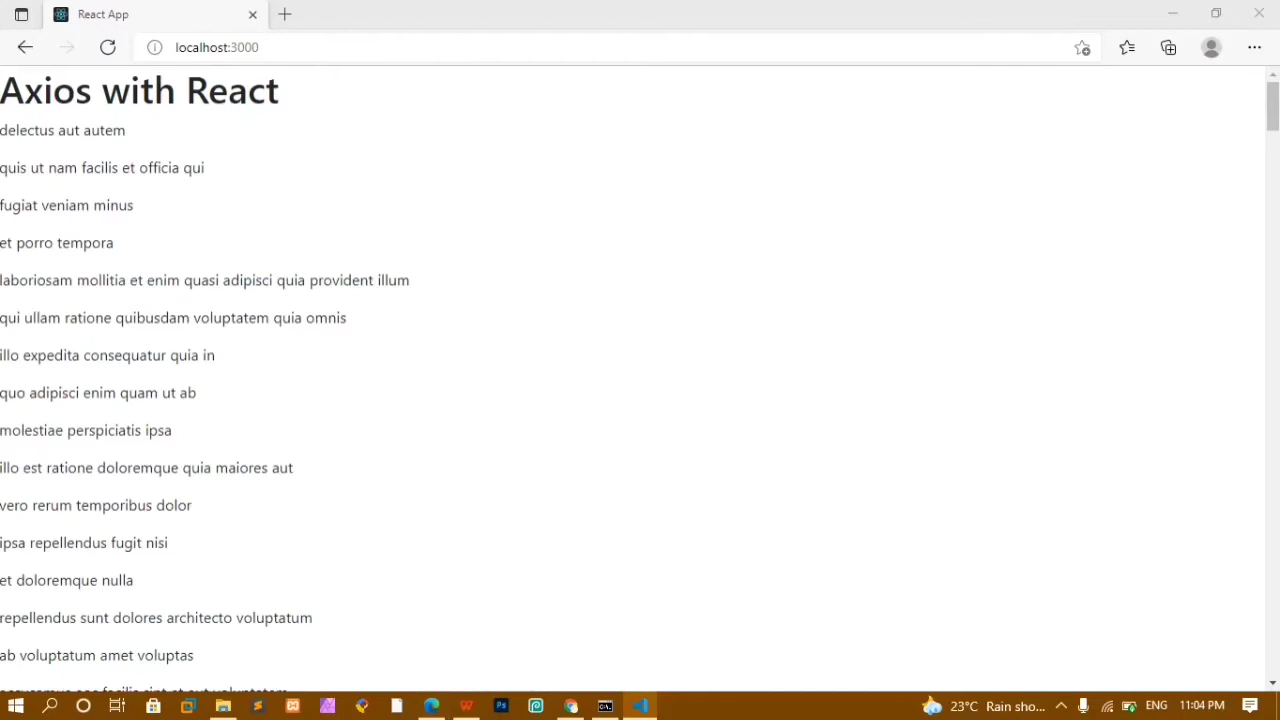 React App
localhost:3000
Axios with React
delectus aut autem
quis ut nam facilis et officia qui
fugiat veniam minus
et porro tempora
laboriosam mollitia et enim quasi adipisci quia provident illum
qui ullam ratione quibusdam voluptatem quia omnis
illo expedita consequatur quia in
quo adipisci enim quam ut ab
molestiae perspiciatis ipsa
illo est ratione doloremque quia maiores aut
vero rerum temporibus dolor
ipsa repellendus fugit nisi
et doloremque nulla
repellendus sunt dolores architecto voluptatum
ab voluptatum amet voluptas
23°C Rain sho... ENG 11:04 PM